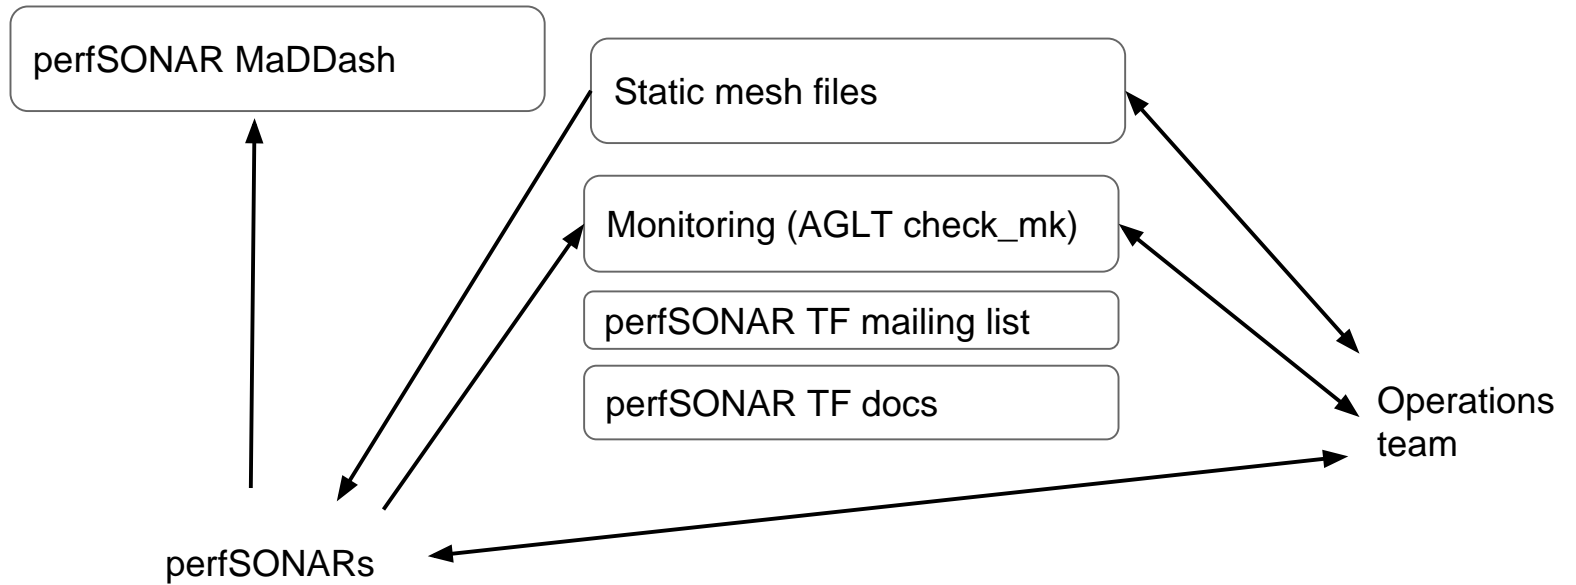 perfSONAR MaDDash
Static mesh files
Monitoring (AGLT check_mk)
perfSONAR TF mailing list
perfSONAR TF docs
Operations
team
perfSONARs